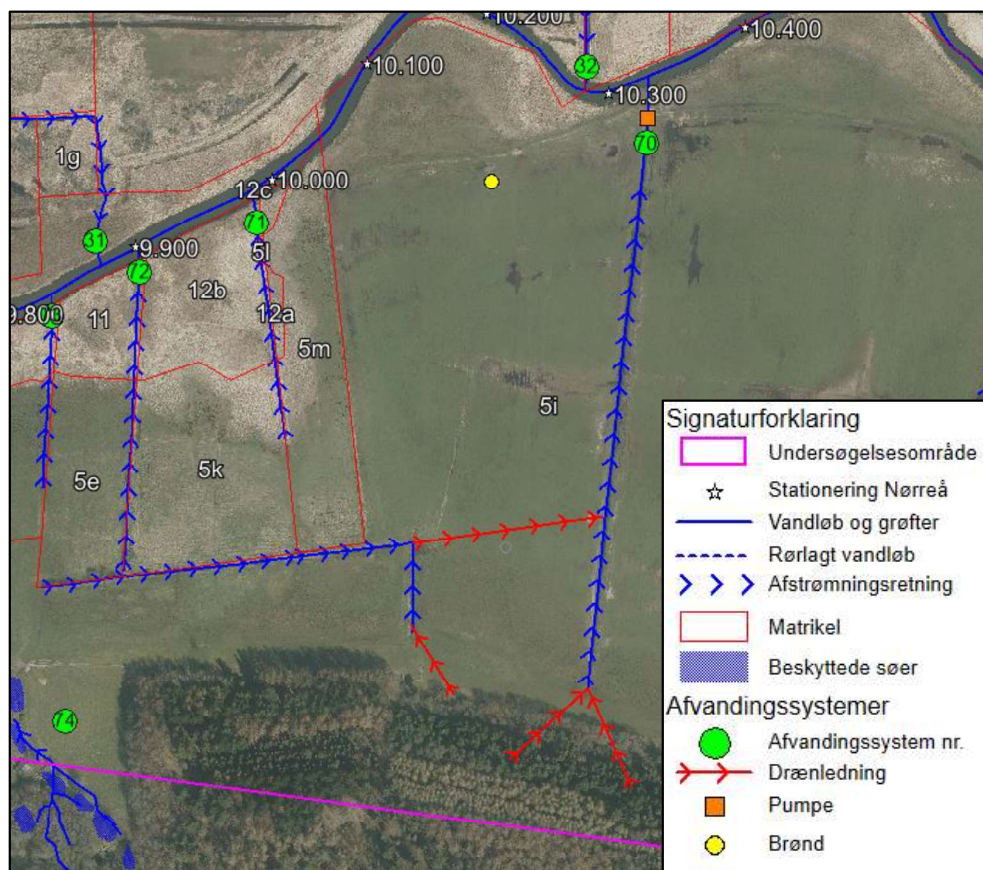 10.200
10.400
32
10.100
10.300
70
1g
10.000
12c
71
31
9.900
5l
72
12b
9.800
11
12a
5m
5i
5k
5e
74
Signaturforklaring
Undersøgelsesområde
Stationering Nørreå
Vandløb og grøfter
Rørlagt vandløb
Afstrømningsretning
Matrikel
Beskyttede søer
Afvandingssystemer
Afvandingssystem nr.
Drænledning
Pumpe
Brønd